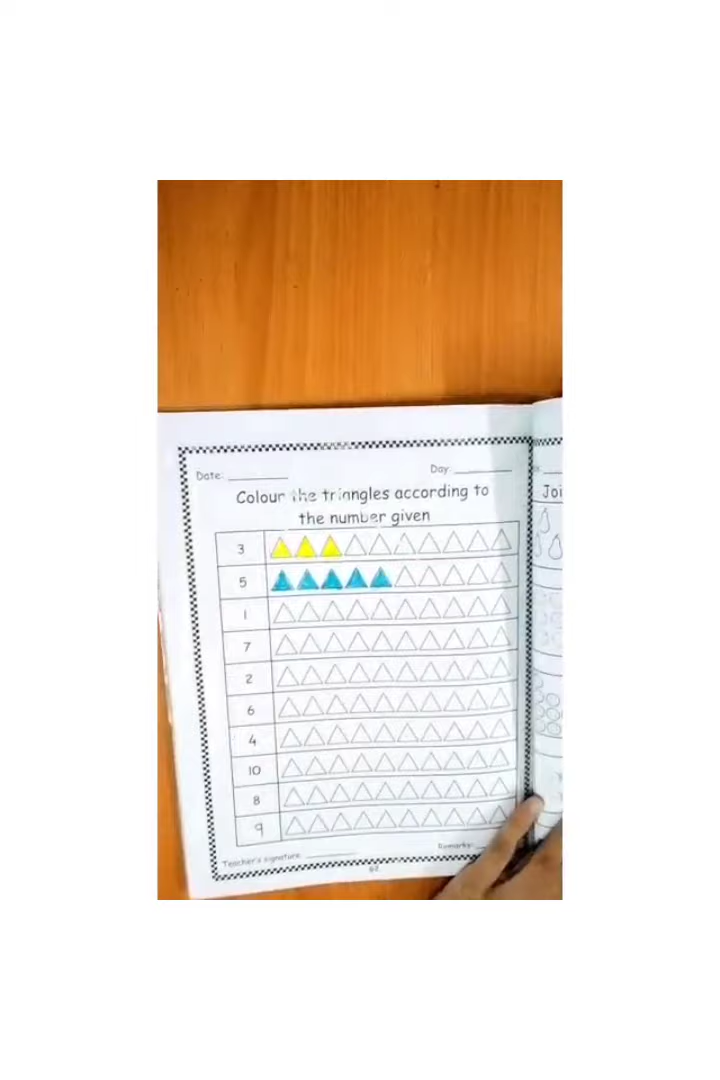 Date:
Day:
Colour the triangles according to
the number given
3
5
1
7
2
6
4
10
8
9
Teacher's signature:
Remarks:
Joi